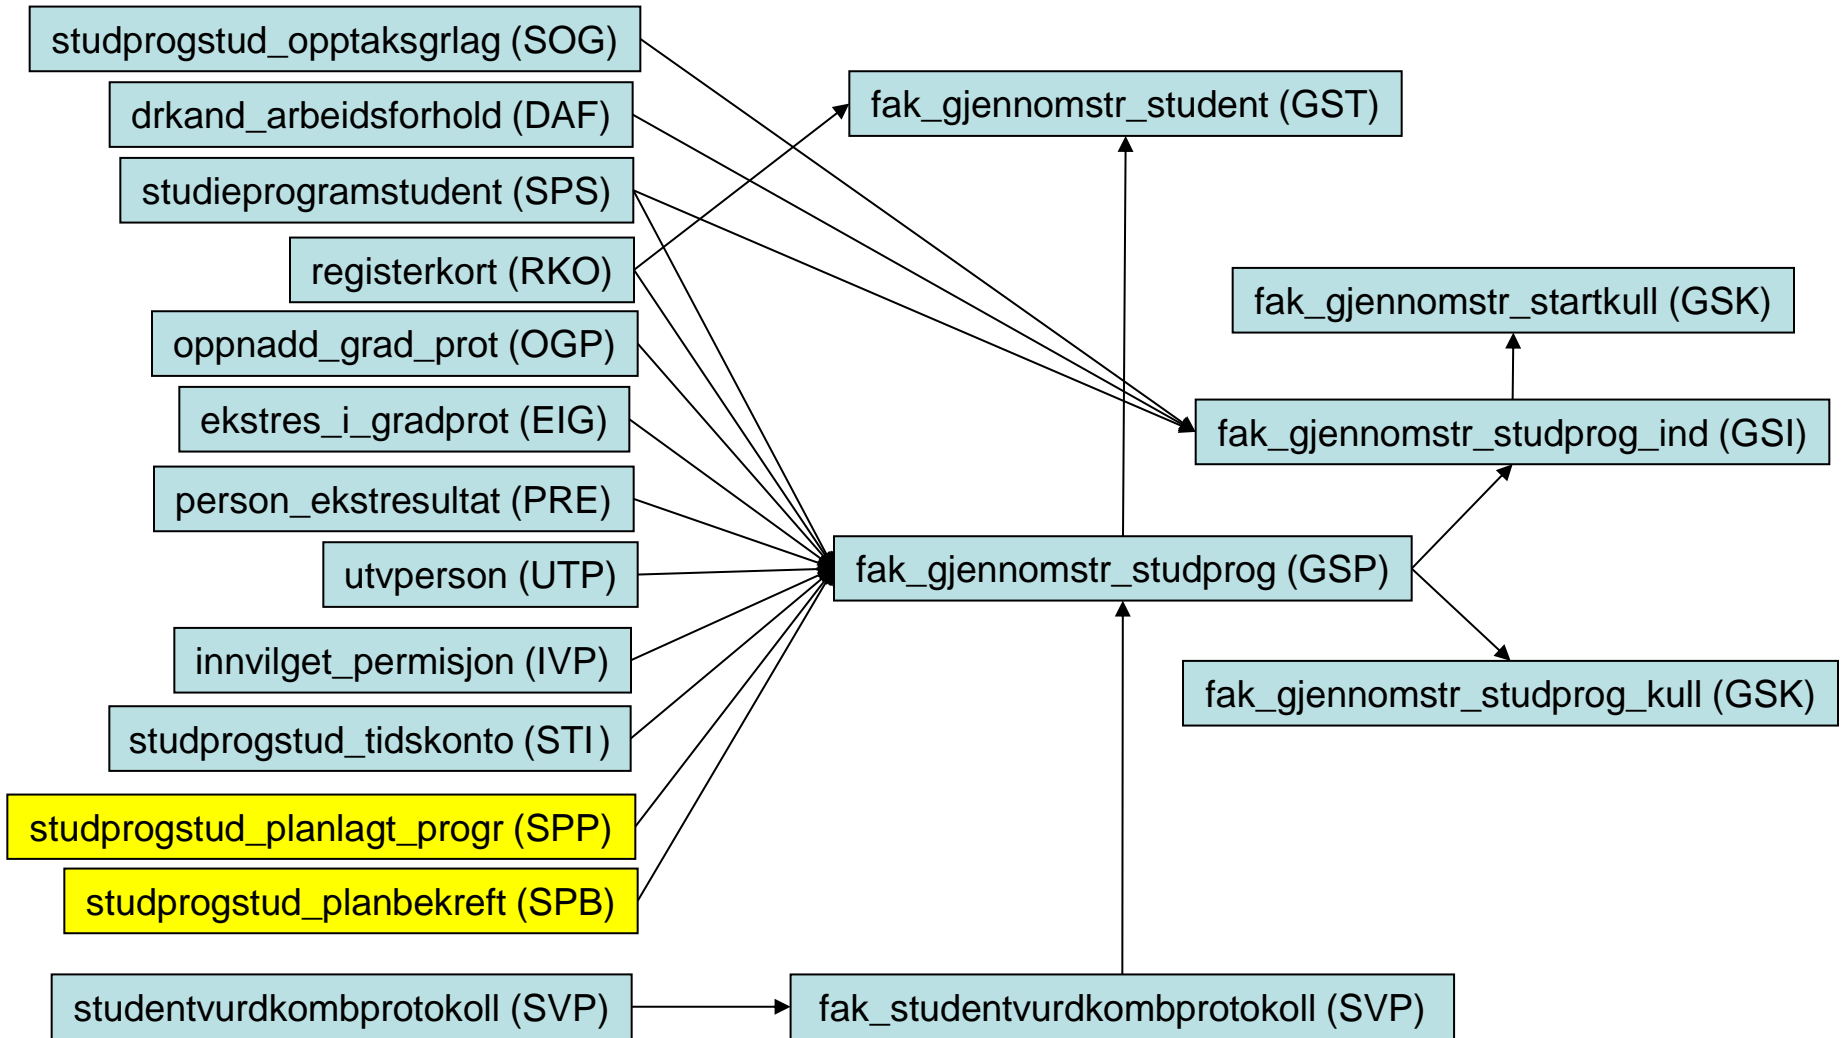 studprogstud_opptaksgrlag (SOG)
drkand_arbeidsforhold (DAF)
studieprogramstudent (SPS)
registerkort (RKO)
oppnadd_grad_prot (OGP)
ekstres_i_gradprot (EIG)
person_ekstresultat (PRE)
utvperson (UTP)
innvilget_permisjon (IVP)
studprogstud_tidskonto (STI)
studprogstud_planlagt_progr (SPP)
studprogstud_planbekreft (SPB)
studentvurdkombprotokoll (SVP)
fak_gjennomstr_student (GST)
fak_gjennomstr_studprog (GSP)
fak_studentvurdkombprotokoll (SVP)
fak_gjennomstr_startkull (GSK)
fak_gjennomstr_studprog_ind (GSI)
fak_gjennomstr_studprog_kull (GSK)